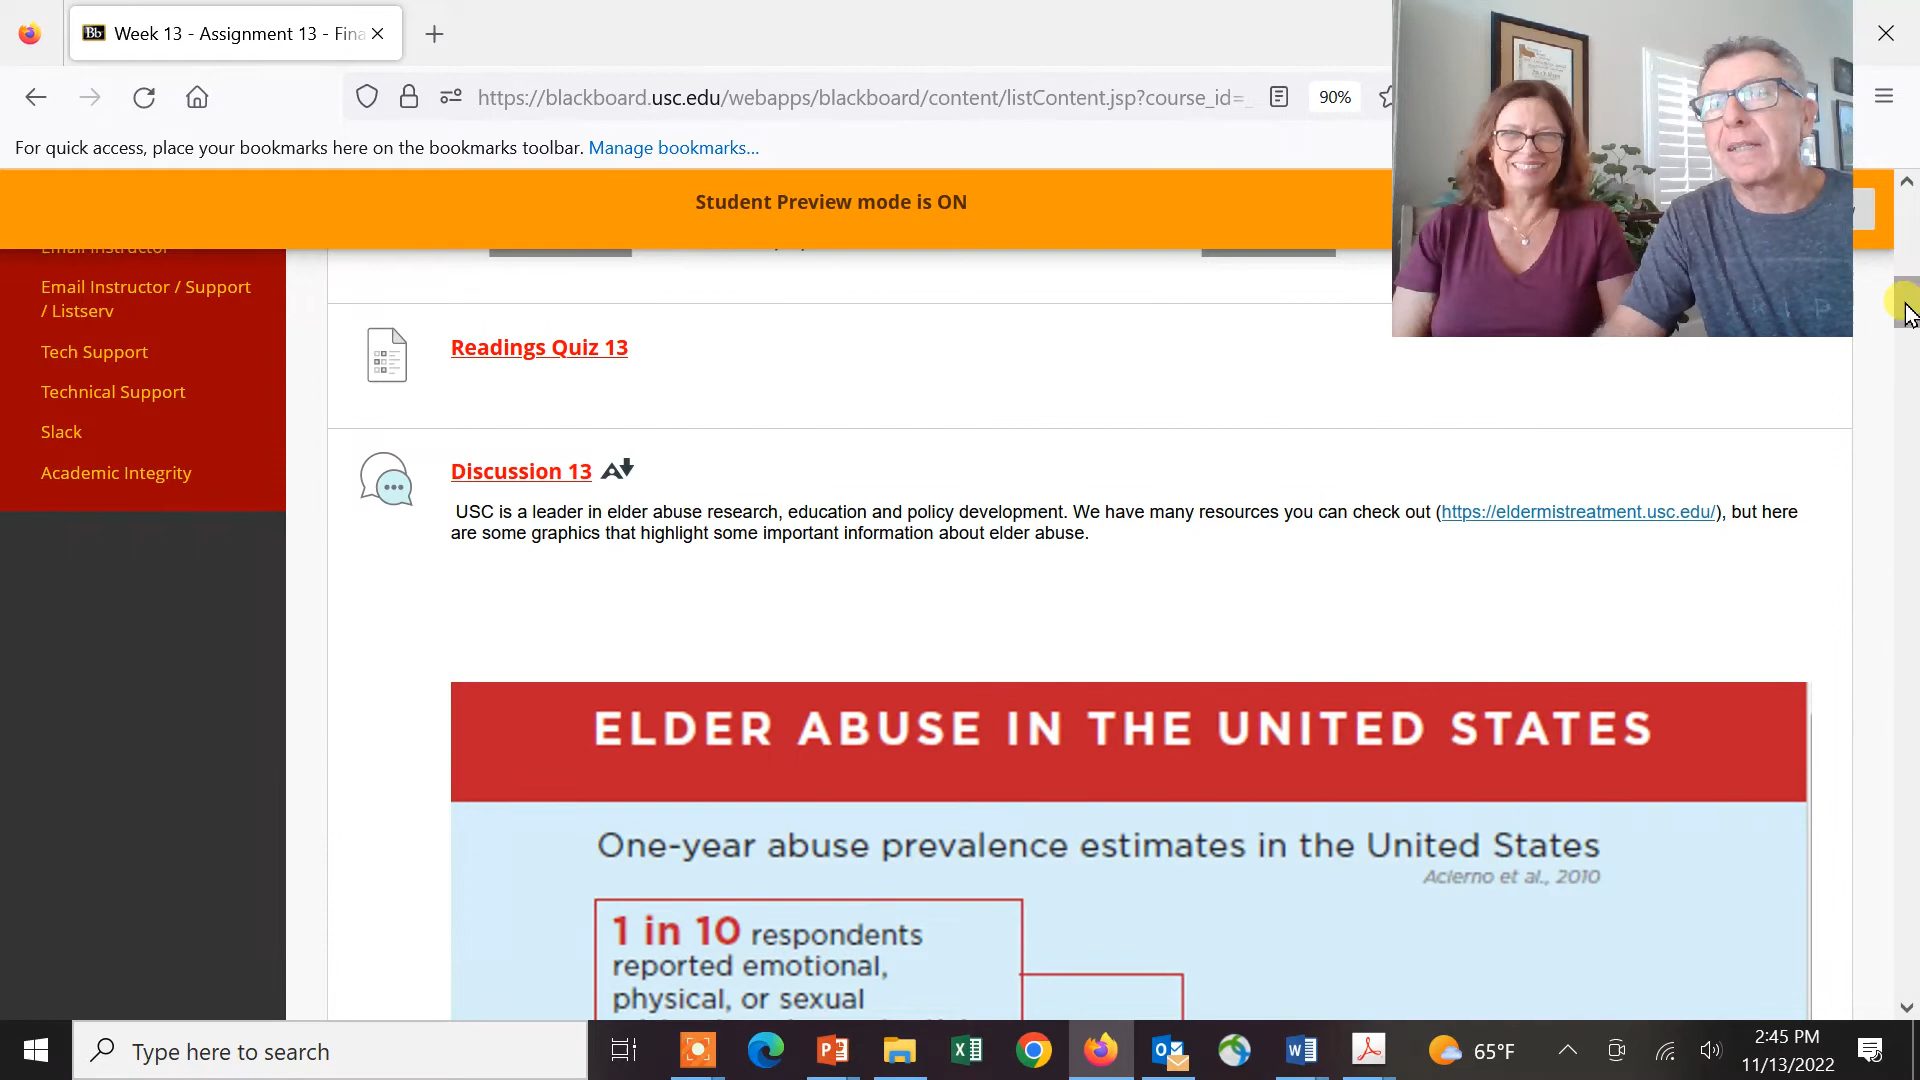 Week 13 - Assignment 13 - Fina
https://blackboard.usc.edu/webapps/blackboard/content/listContent.jsp?course_id=
90%
For quick access, place your bookmarks here on the bookmarks toolbar. Manage bookmarks...
Student Preview mode is ON
Email Instructor
Email Instructor / Support
/ Listserv
Tech Support
Technical Support
Slack
Academic Integrity
Readings Quiz 13
Discussion 13
USC is a leader in elder abuse research, education and policy development. We have many resources you can check out (https://eldermistreatment.usc.edu/), but here
are some graphics that highlight some important information about elder abuse.
ELDER ABUSE IN THE UNITED STATES
One-year abuse prevalence estimates in the United States
Acierno et al., 2010
1 in 10 respondents
reported emotional,
physical, or sexual
Type here to search
65°F
2:45 PM
11/13/2022